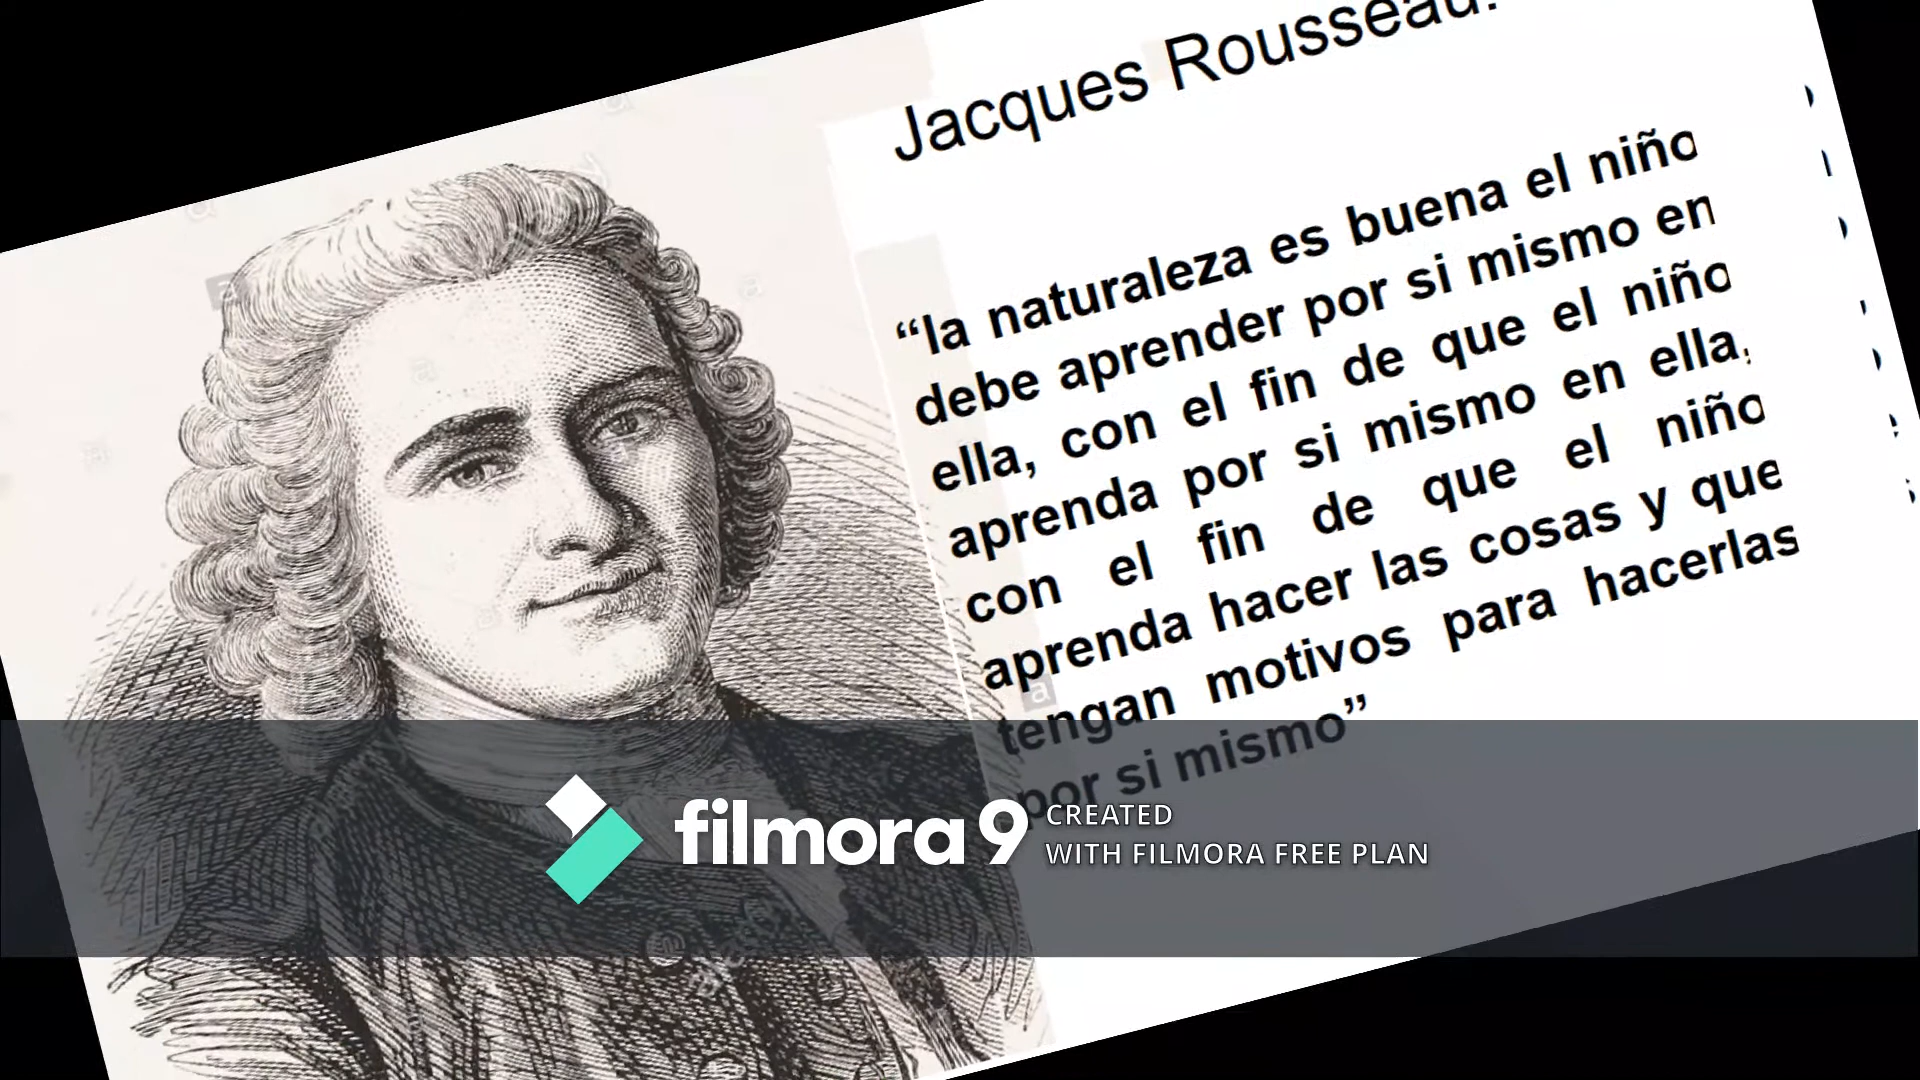 Jacques Rousseau.
“la naturaleza es buena el niño
debe aprender por si mismo en
ella, con el fin de que el niño
aprenda por si mismo en ella,
con el fin de que el niño
aprenda hacer las cosas y que
tengan motivos para hacerlas
por si mismo”
filmora 9
CREATED
WITH FILMORA FREE PLAN